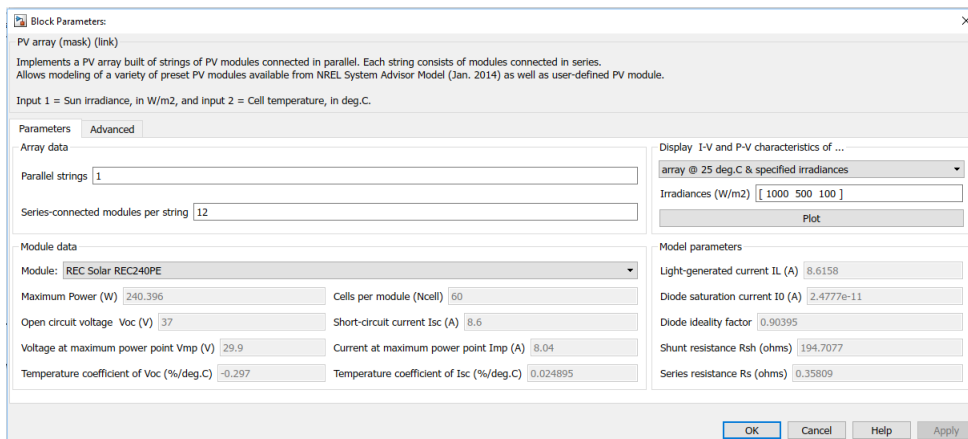 Block Parameters:
PV array (mask) (link)
Implements a PV array built of strings of PV modules connected in parallel. Each string consists of modules connected in series.
Allows modeling of a variety of preset PV modules available from NREL System Advisor Model (Jan. 2014) as well as user-defined PV module.
Input 1 = Sun irradiance, in W/m2, and input 2 = Cell temperature, in deg.C.
Parameters Advanced
Array data
Parallel strings 1
Series-connected modules per string 12
Display I-V and P-V characteristics of ...
array @ 25 deg.C & specified irradiances
Irradiances (W/m2) [ 1000 500 100 ]
Plot
Module data
Module: REC Solar REC240PE
Maximum Power (W) 240.396 Cells per module (Ncell) 60
Open circuit voltage Voc (V) 37 Short-circuit current Isc (A) 8.6
Voltage at maximum power point Vmp (V) 29.9 Current at maximum power point Imp (A) 8.04
Temperature coefficient of Voc (%/deg.C) -0.297 Temperature coefficient of Isc (%/deg.C) 0.024895
Model parameters
Light-generated current IL (A) 8.6158
Diode saturation current I0 (A) 2.4777e-11
Diode ideality factor 0.90395
Shunt resistance Rsh (ohms) 194.7077
Series resistance Rs (ohms) 0.35809
OK Cancel Help Apply